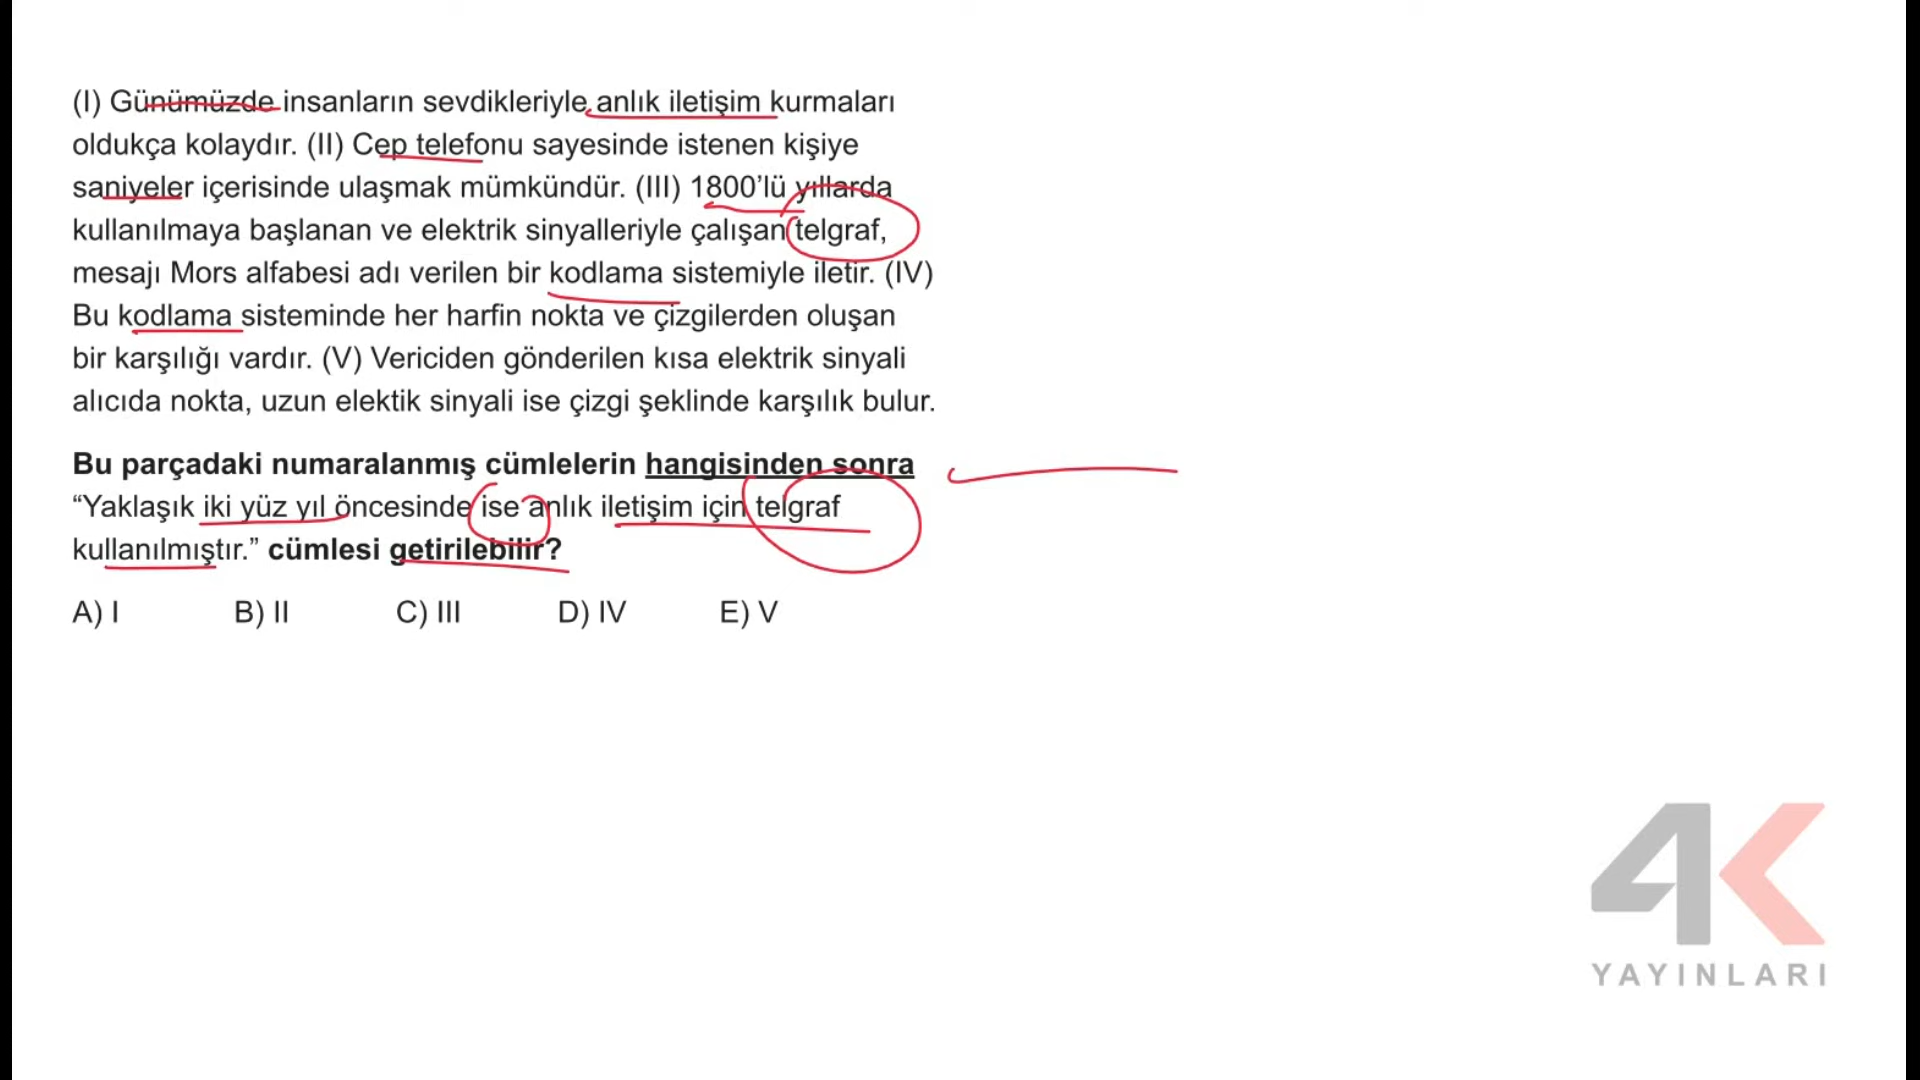 (I) Günümüzde insanların sevdikleriyle anlık iletişim kurmaları
oldukça kolaydır. (II) Cep telefonu sayesinde istenen kişiye
saniyeler içerisinde ulaşmak mümkündür. (III) 1800’lü yıllarda
kullanılmaya başlanan ve elektrik sinyalleriyle çalışan telgraf,
mesajı Mors alfabesi adı verilen bir kodlama sistemiyle iletir. (IV)
Bu kodlama sisteminde her harfin nokta ve çizgilerden oluşan
bir karşılığı vardır. (V) Vericiden gönderilen kısa elektrik sinyali
alıcıda nokta, uzun elektik sinyali ise çizgi şeklinde karşılık bulur.
Bu parçadaki numaralanmış cümlelerin hangisinden sonra
“Yaklaşık iki yüz yıl öncesinde ise anlık iletişim için telgraf
kullanılmıştır.” cümlesi getirilebilir?
A) I B) II C) III D) IV E) V
4K
YAYINLARI